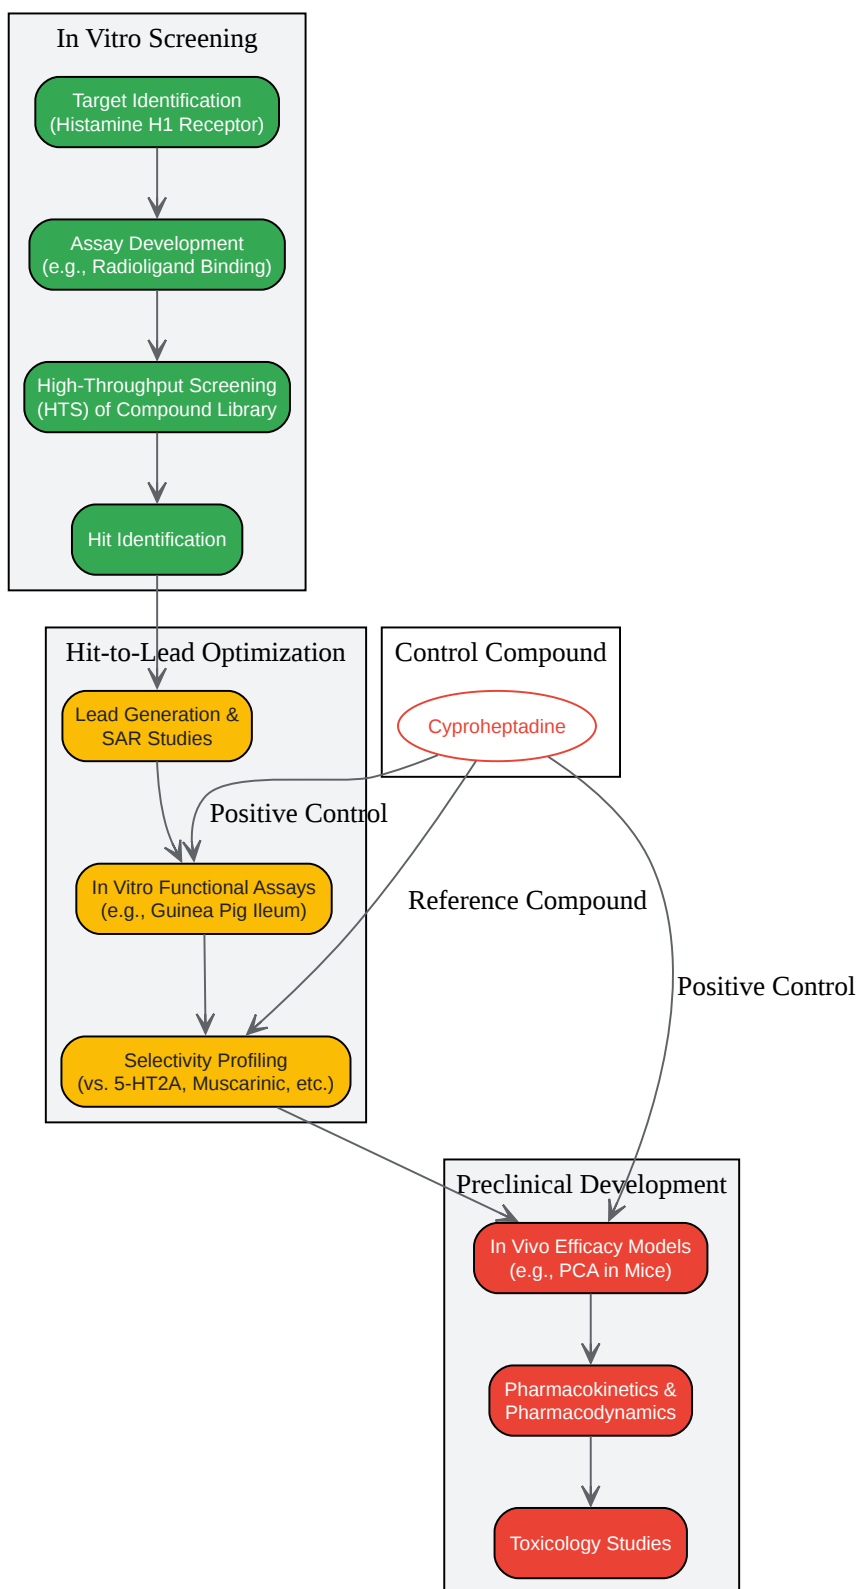 In Vitro Screening
Target Identification
(Histamine H1 Receptor)
Assay Development
(e.g., Radioligand Binding)
High-Throughput Screening
(HTS) of Compound Library
Hit Identification
Hit-to-Lead Optimization
Control Compound
Lead Generation &
SAR Studies
Cyproheptadine
Positive Control
In Vitro Functional Assays
(e.g., Guinea Pig Ileum)
Reference Compound
Positive Control
Selectivity Profiling
(vs. 5-HT2A, Muscarinic, etc.)
Preclinical Development
In Vivo Efficacy Models
(e.g., PCA in Mice)
Pharmacokinetics &
Pharmacodynamics
Toxicology Studies